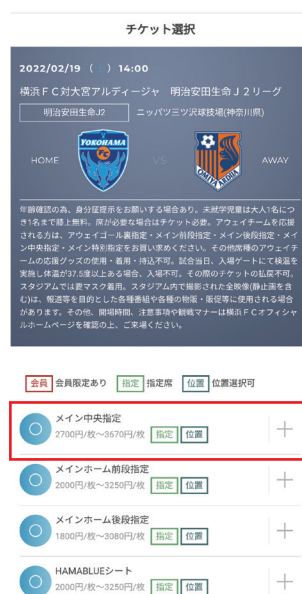 チケット選択
2022/02/19 ( ) 14:00
横浜ＦＣ対大宮アルディージャ 明治安田生命Ｊ２リーグ
明治安田生命J2 ニッパツ三ツ沢球技場(神奈川県)
HOME YOKOHAMA VS OMIYA ARDIJA AWAY
年齢確認の為、身分証提示をお願いする場合あり。未就学児童は大人1名につ
き1名まで膝上無料。席が必要な場合はチケット必要。アウェイチームを応援
される方は、アウェイゴール裏指定・メイン前段指定・メイン後段指定・メイ
ン中央指定・メイン特別指定をお買い求めください。その他席種のアウェイチ
ームの応援グッズの使用・着用・持込不可。試合当日、入場ゲートにて検温を
実施し体温が37.5度以上ある場合、入場不可。その際のチケットの払戻不可。
スタジアムでは要マスク着用。スタジアム内で撮影された全映像(静止画を含
む)は、報道等を目的とした各種番組や各種の物販・販促等に使用される場合
があります。その他、開場時間、注意事項や観戦マナーは横浜ＦＣオフィシャ
ルホームページを確認の上、ご来場ください。
会員 会員限定あり 指定 指定席 位置 位置選択可
メイン中央指定
2700円/枚〜3670円/枚 指定 位置
メインホーム前段指定
2000円/枚〜3250円/枚 指定 位置
メインホーム後段指定
1800円/枚〜3080円/枚 指定 位置
HAMABLUEシート
2000円/枚〜3250円/枚 指定 位置